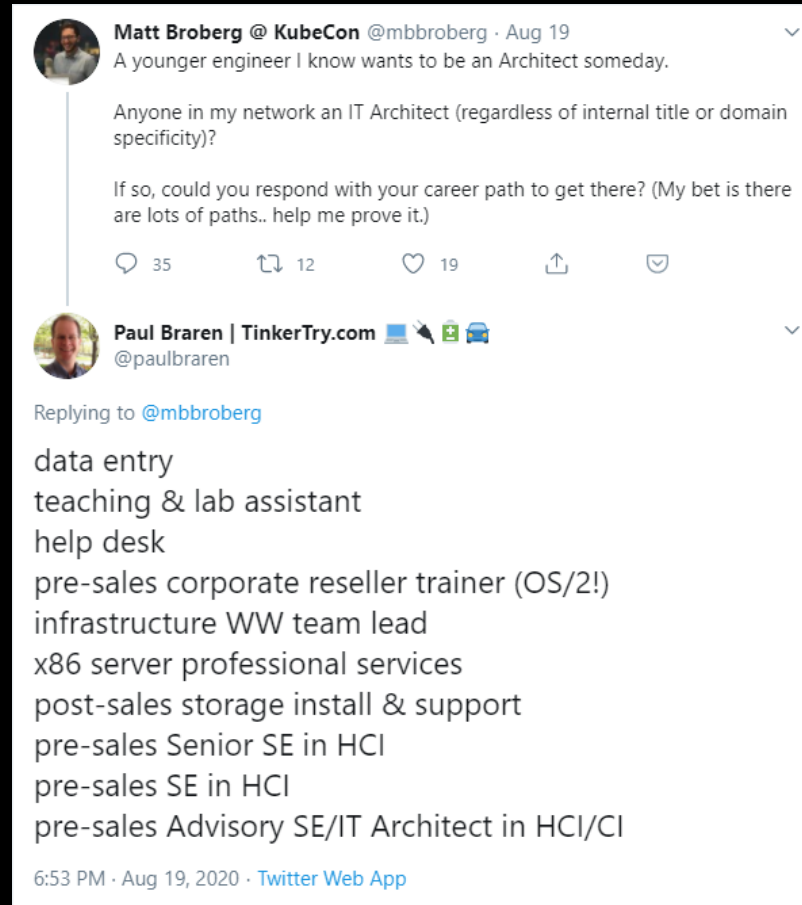 Matt Broberg @ KubeCon @mbbroberg · Aug 19
A younger engineer I know wants to be an Architect someday.
Anyone in my network an IT Architect (regardless of internal title or domain
specificity)?
If so, could you respond with your career path to get there? (My bet is there
are lots of paths.. help me prove it.)
35 12 19
Paul Braren | TinkerTry.com 💻🔌🔋🚘
@paulbraren
Replying to @mbbroberg
data entry
teaching & lab assistant
help desk
pre-sales corporate reseller trainer (OS/2!)
infrastructure WW team lead
x86 server professional services
post-sales storage install & support
pre-sales Senior SE in HCI
pre-sales SE in HCI
pre-sales Advisory SE/IT Architect in HCI/CI
6:53 PM · Aug 19, 2020 · Twitter Web App